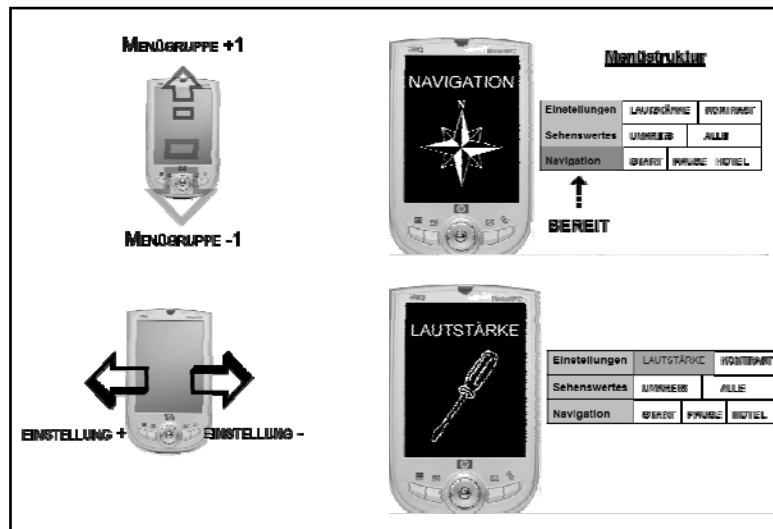 MENÜGRUPPE +1
MENÜGRUPPE -1
NAVIGATION
N
Menüstruktur
Einstellungen LAUTSTÄRKE KONTRAST
Sehenswertes UMKREIS ALLE
Navigation START PAUSE HOTEL
BEREIT
EINSTELLUNG +
EINSTELLUNG -
LAUTSTÄRKE
Einstellungen LAUTSTÄRKE KONTRAST
Sehenswertes UMKREIS ALLE
Navigation START PAUSE HOTEL